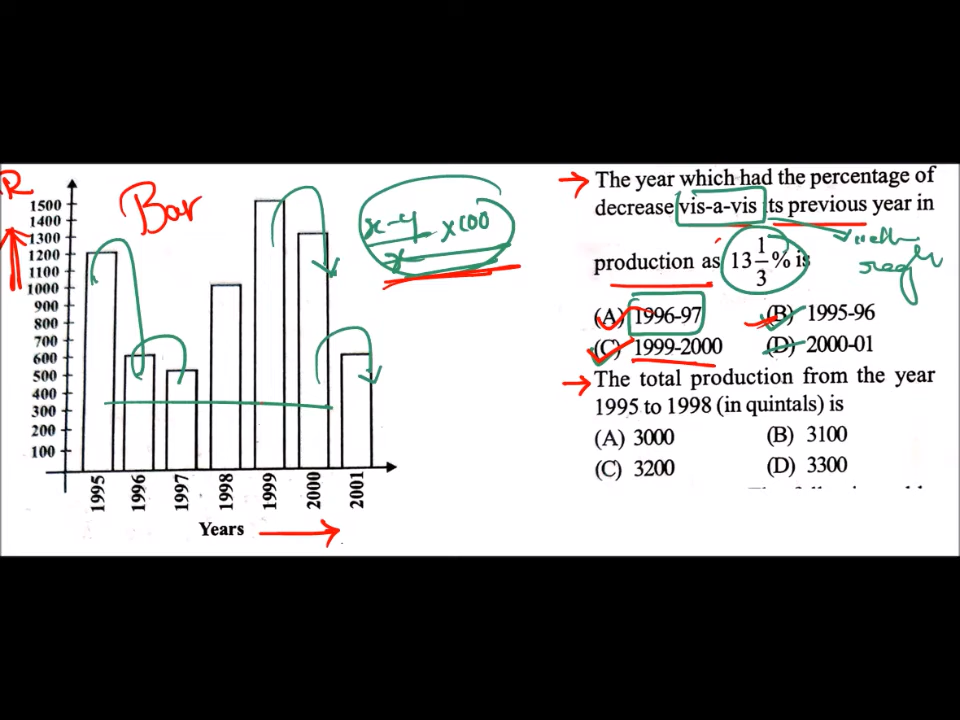 R
Bar
1500
1400
1300
1200
1100
1000
900
800
700
600
500
400
300
200
100
1995
1996
1997
1998
1999
2000
2001
Years
x-y ×100
x
The year which had the percentage of
decrease vis-a-vis its previous year in
production as 13 1/3 % is
(A) 1996-97 (B) 1995-96
(C) 1999-2000 (D) 2000-01
The total production from the year
1995 to 1998 (in quintals) is
(A) 3000 (B) 3100
(C) 3200 (D) 3300